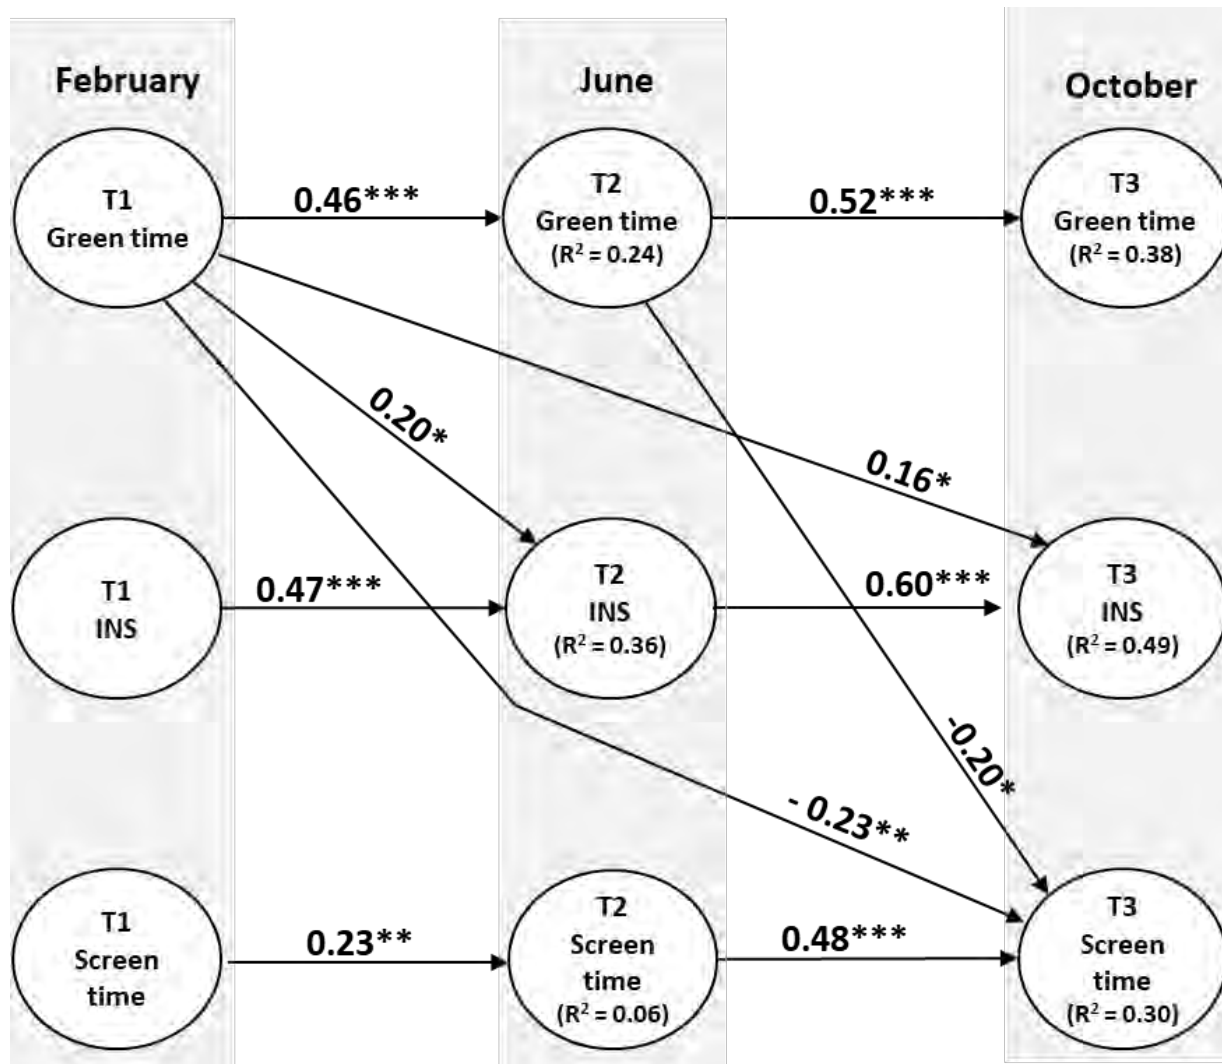 February
June
October
T1
Green time
0.46***
T2
Green time
(R² = 0.24)
0.52***
T3
Green time
(R² = 0.38)
0.20*
0.16*
T1
INS
0.47***
T2
INS
(R² = 0.36)
0.60***
T3
INS
(R² = 0.49)
-0.20*
- 0.23**
T1
Screen
time
0.23**
T2
Screen
time
(R² = 0.06)
0.48***
T3
Screen
time
(R² = 0.30)